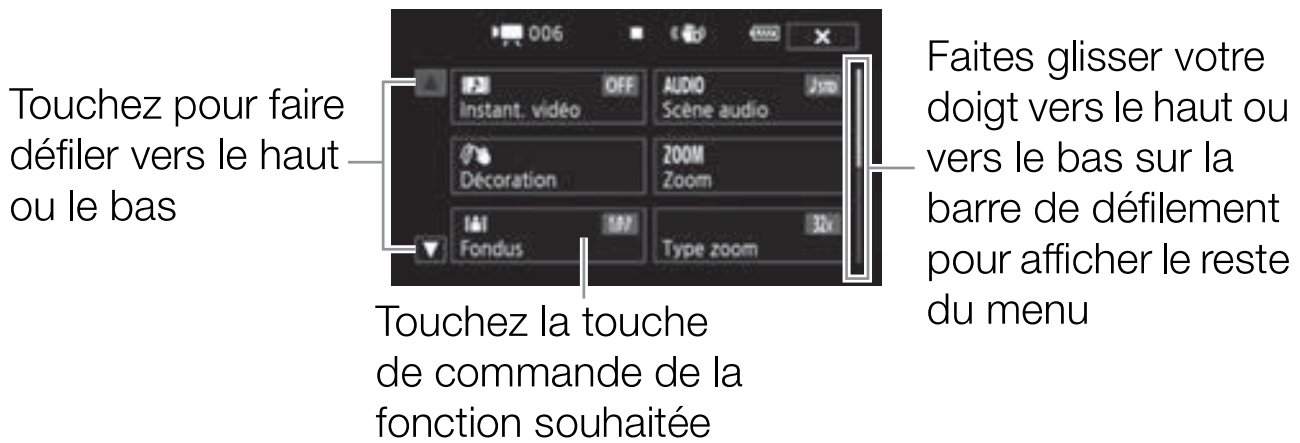 006
Touchez pour faire
défiler vers le haut
ou le bas
OFF
Instant. vidéo
AUDIO
Scène audio
Décoration
ZOOM
Zoom
Fondus
32x
Type zoom
Faites glisser votre
doigt vers le haut ou
vers le bas sur la
barre de défilement
pour afficher le reste
du menu
Touchez la touche
de commande de la
fonction souhaitée